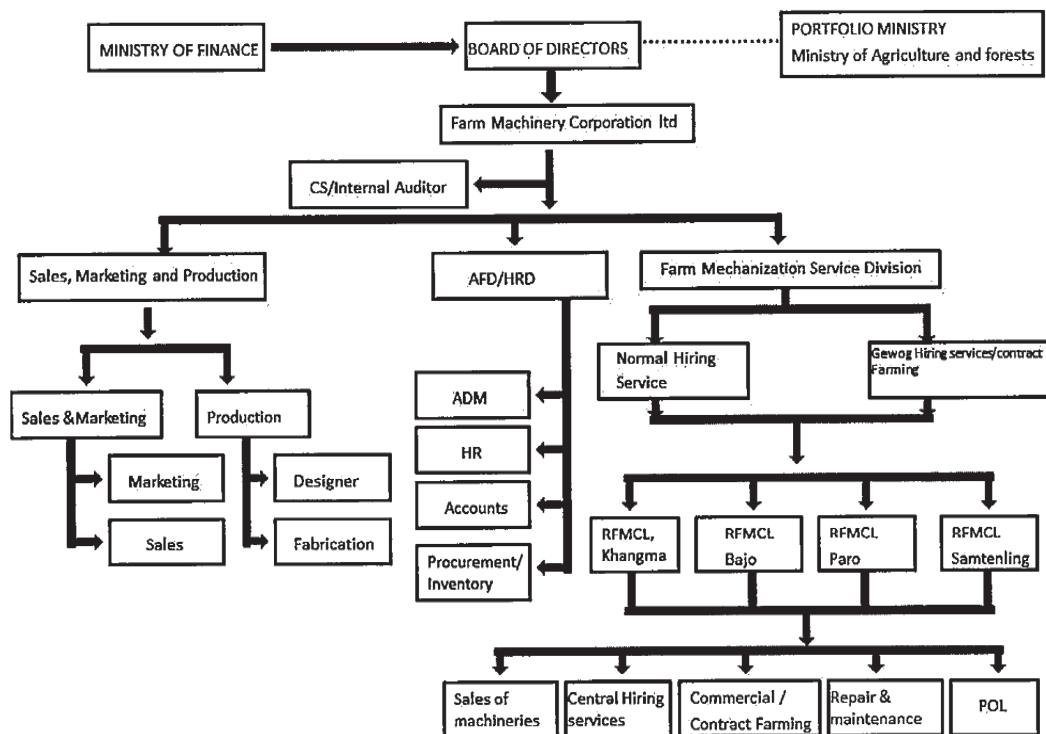 MINISTRY OF FINANCE
BOARD OF DIRECTORS
PORTFOLIO MINISTRY
Ministry of Agriculture and forests
Farm Machinery Corporation ltd
CS/Internal Auditor
Sales, Marketing and Production
AFD/HRD
Farm Mechanization Service Division
Normal Hiring
Service
Gewog Hiring services/contract
Farming
Sales &Marketing
Production
ADM
Marketing
Designer
HR
Sales
Fabrication
Accounts
Procurement/
Inventory
RFMCL,
Khangma
RFMCL
Bajo
RFMCL
Paro
RFMCL
Samtenling
Sales of
machineries
Central Hiring
services
Commercial /
Contract Farming
Repair &
maintenance
POL